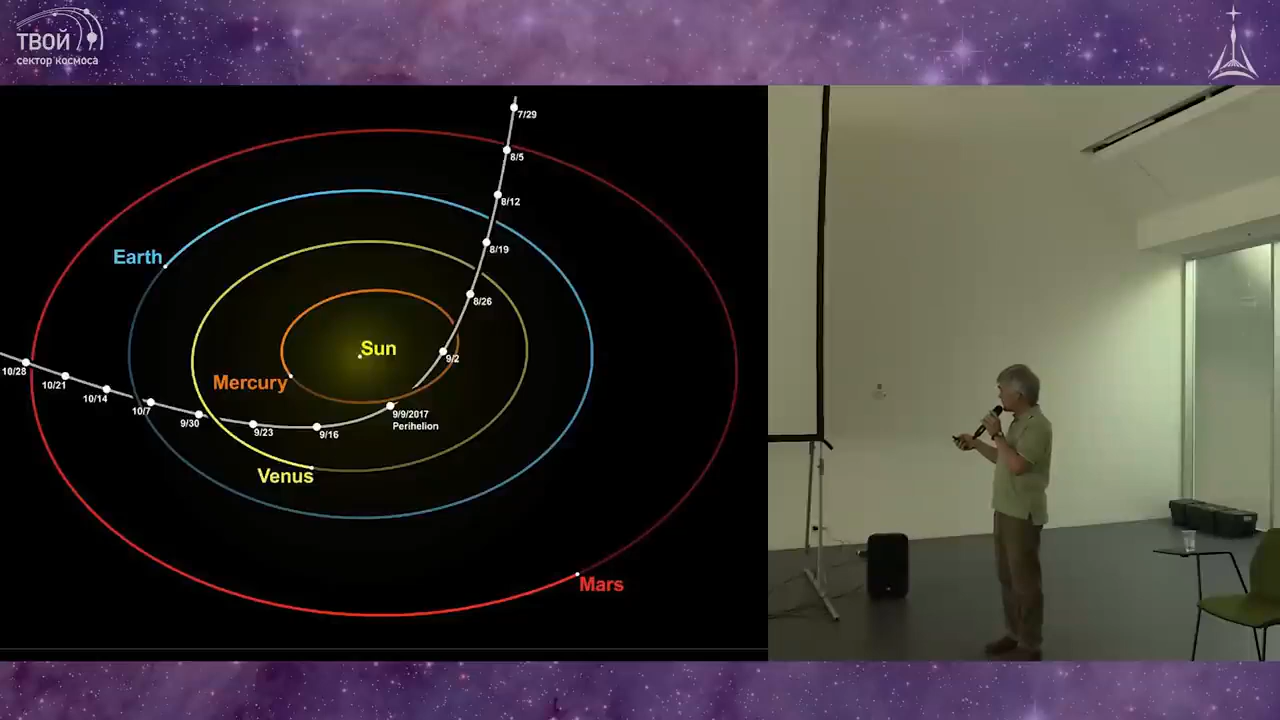 ТВОЙ
сектор космоса
7/29
8/5
8/12
8/19
Earth
8/26
Sun
9/2
10/28
10/21
Mercury
10/14
10/7
9/9/2017
Perihelion
9/30
9/23
9/16
Venus
Mars